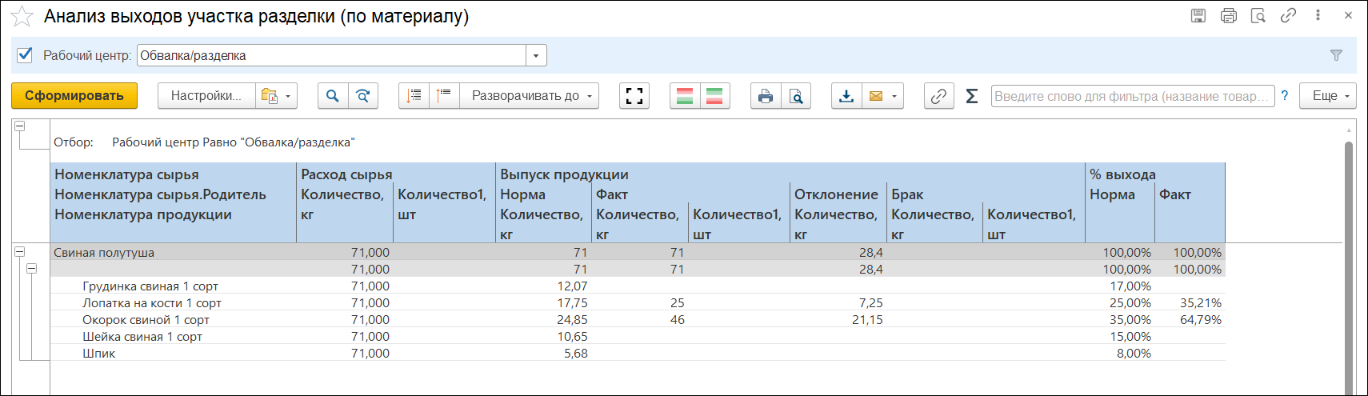 Анализ выходов участка разделки (по материалу)
Рабочий центр: Обвалка/разделка
Сформировать Настройки... Разворачивать до Σ Введите слово для фильтра (название товар... ? Еще
Отбор: Рабочий центр Равно "Обвалка/разделка"
Номенклатура сырья Расход сырья Выпуск продукции % выхода
Номенклатура сырья.Родитель Количество, Количество1, Норма Факт Отклонение Брак Норма Факт
Номенклатура продукции кг шт Количество, Количество, Количество1, Количество, Количество, Количество1,
кг кг шт кг кг шт
Свиная полутуша 71,000 71 71 28,4 100,00% 100,00%
71,000 71 71 28,4 100,00% 100,00%
Грудинка свиная 1 сорт 71,000 12,07 17,00%
Лопатка на кости 1 сорт 71,000 17,75 25 7,25 25,00% 35,21%
Окорок свиной 1 сорт 71,000 24,85 46 21,15 35,00% 64,79%
Шейка свиная 1 сорт 71,000 10,65 15,00%
Шпик 71,000 5,68 8,00%